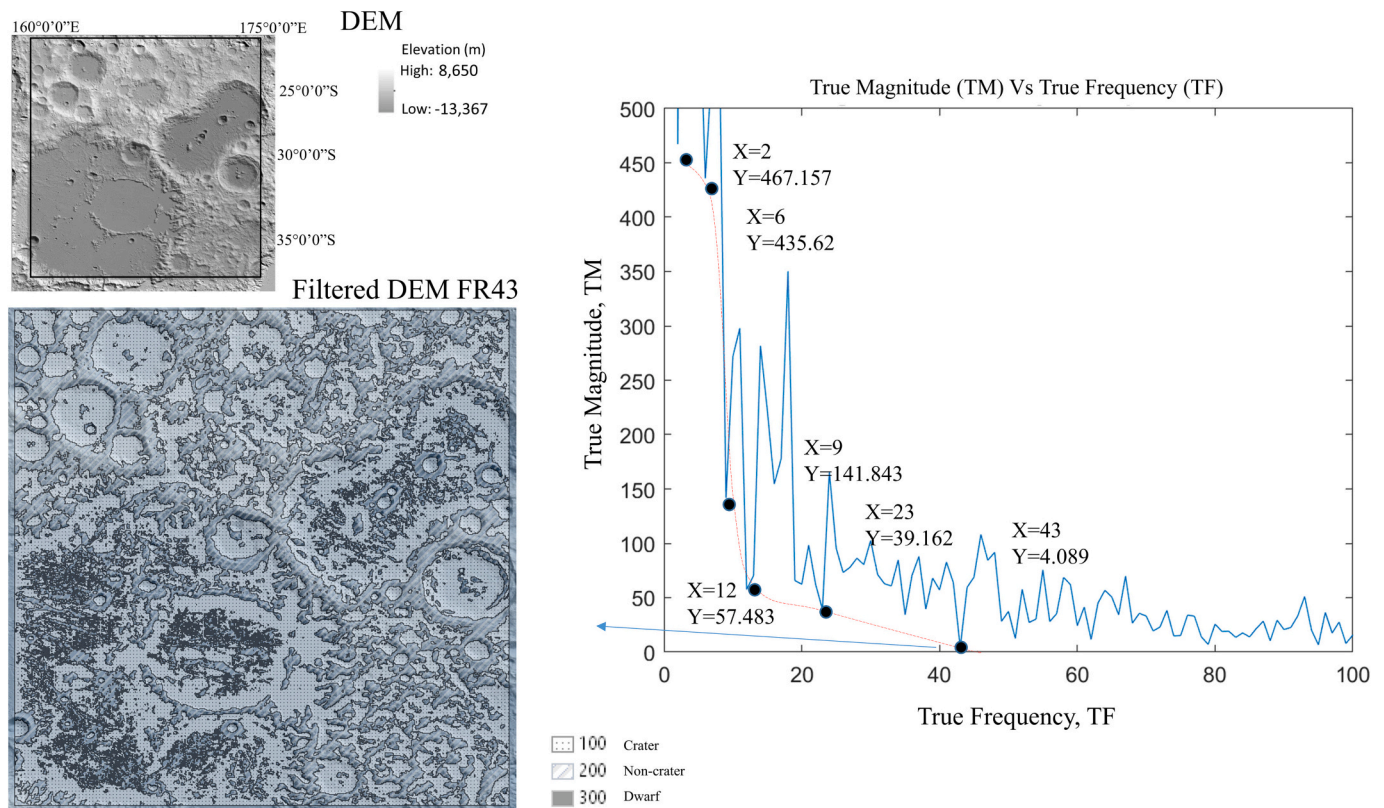 160°0'0"E 175°0'0"E
DEM
Elevation (m)
High: 8,650
Low: -13,367
25°0'0"S
30°0'0"S
35°0'0"S
Filtered DEM FR43
True Magnitude (TM) Vs True Frequency (TF)
500
450
400
350
300
250
200
150
100
50
0
True Magnitude, TM
X=2
Y=467.157
X=6
Y=435.62
X=9
Y=141.843
X=23
Y=39.162
X=43
Y=4.089
X=12
Y=57.483
0 20 40 60 80 100
True Frequency, TF
100 Crater
200 Non-crater
300 Dwarf